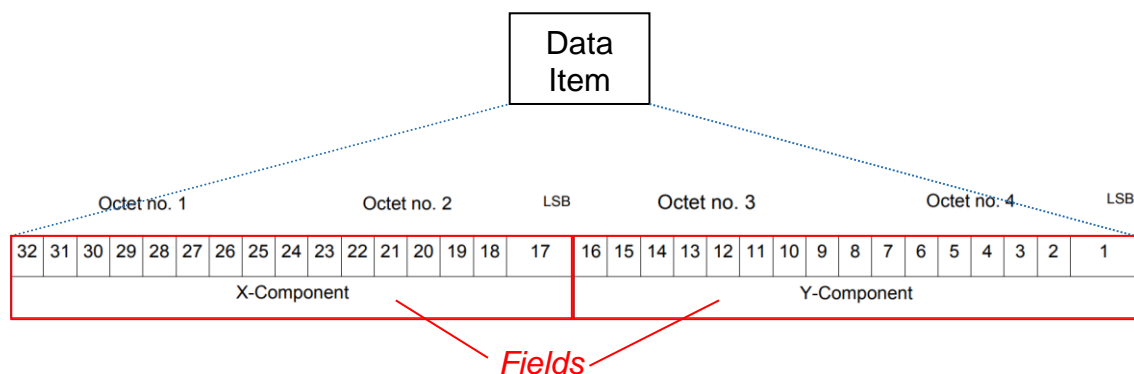 Data
Item
Octet no. 1 Octet no. 2 LSB Octet no. 3 Octet no. 4 LSB
32 31 30 29 28 27 26 25 24 23 22 21 20 19 18 17 16 15 14 13 12 11 10 9 8 7 6 5 4 3 2 1
X-Component Y-Component
Fields